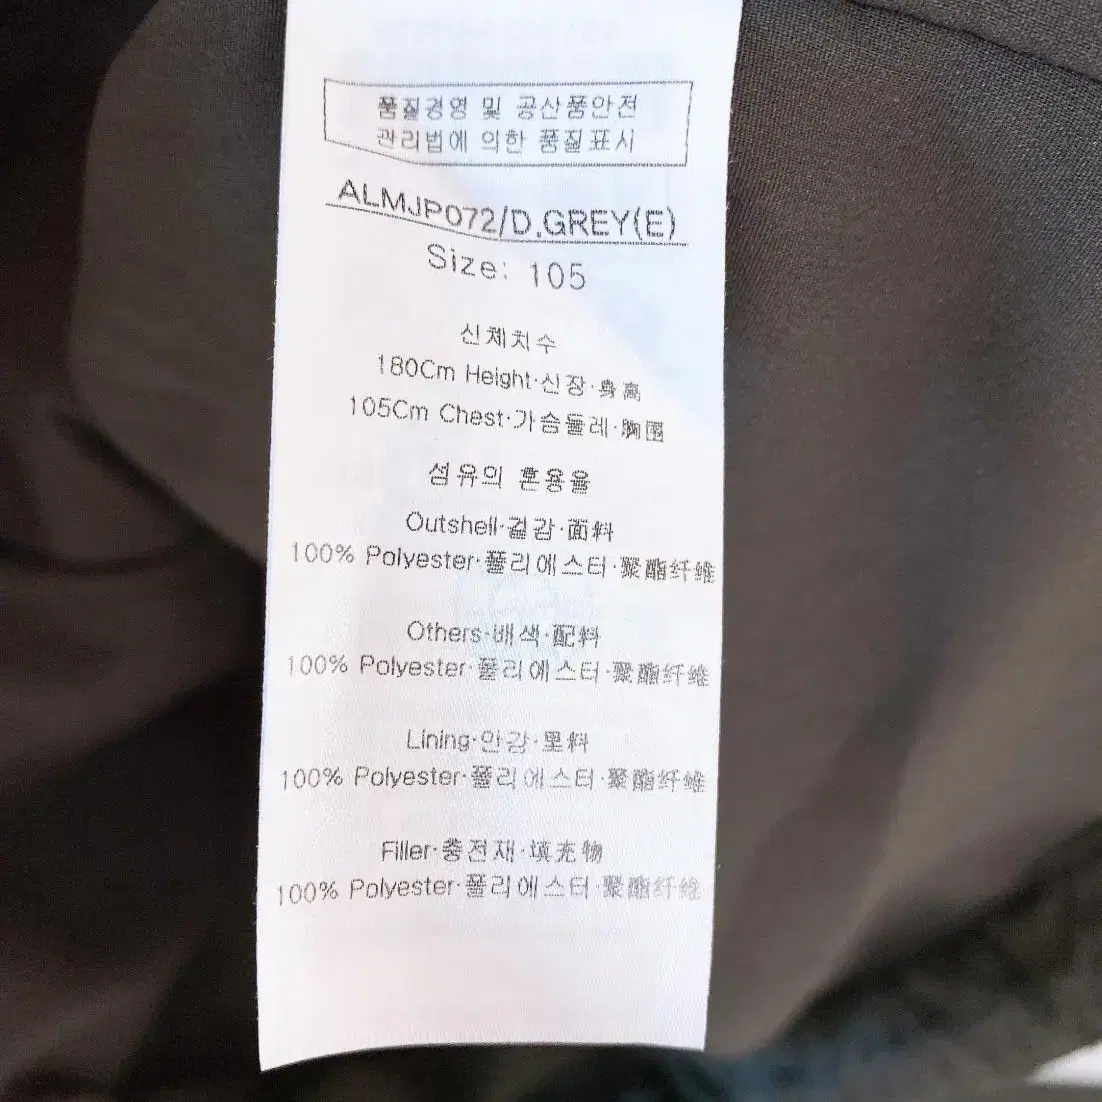 품질경영 및 공산품안전
관리법에 의한 품질표시
ALMJP072/D.GREY(E)
Size: 105
신체치수
180Cm Height·신장·身高
105Cm Chest·가슴둘레·胸围
섬유의 혼용율
Outshell·겉감·面料
100% Polyester·폴리에스터·聚酯纤维
Others·배색·配料
100% Polyester·폴리에스터·聚酯纤维
Lining·안감·里料
100% Polyester·폴리에스터·聚酯纤维
Filler·충전재·填充物
100% Polyester·폴리에스터·聚酯纤维